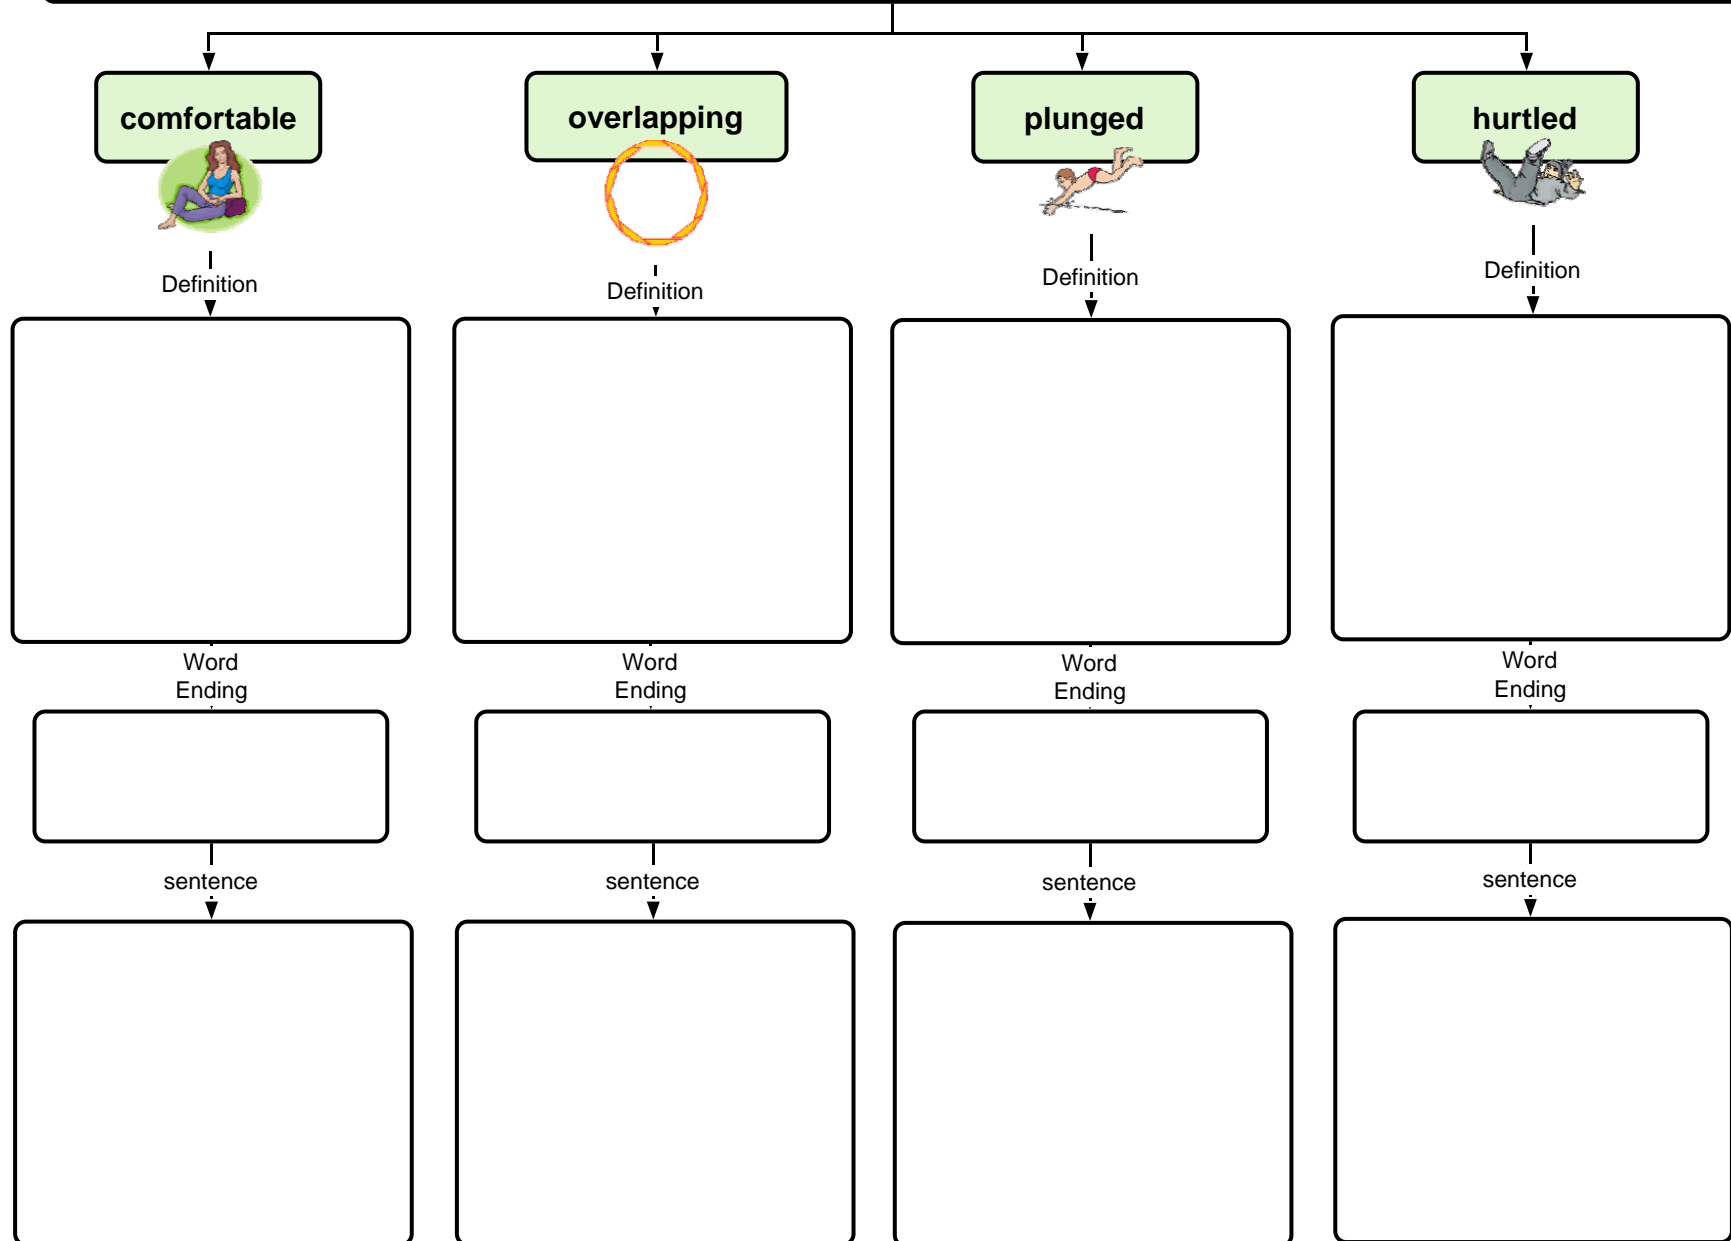 comfortable
overlapping
plunged
hurtled
Definition
Definition
Definition
Definition
Word
Ending
Word
Ending
Word
Ending
Word
Ending
sentence
sentence
sentence
sentence